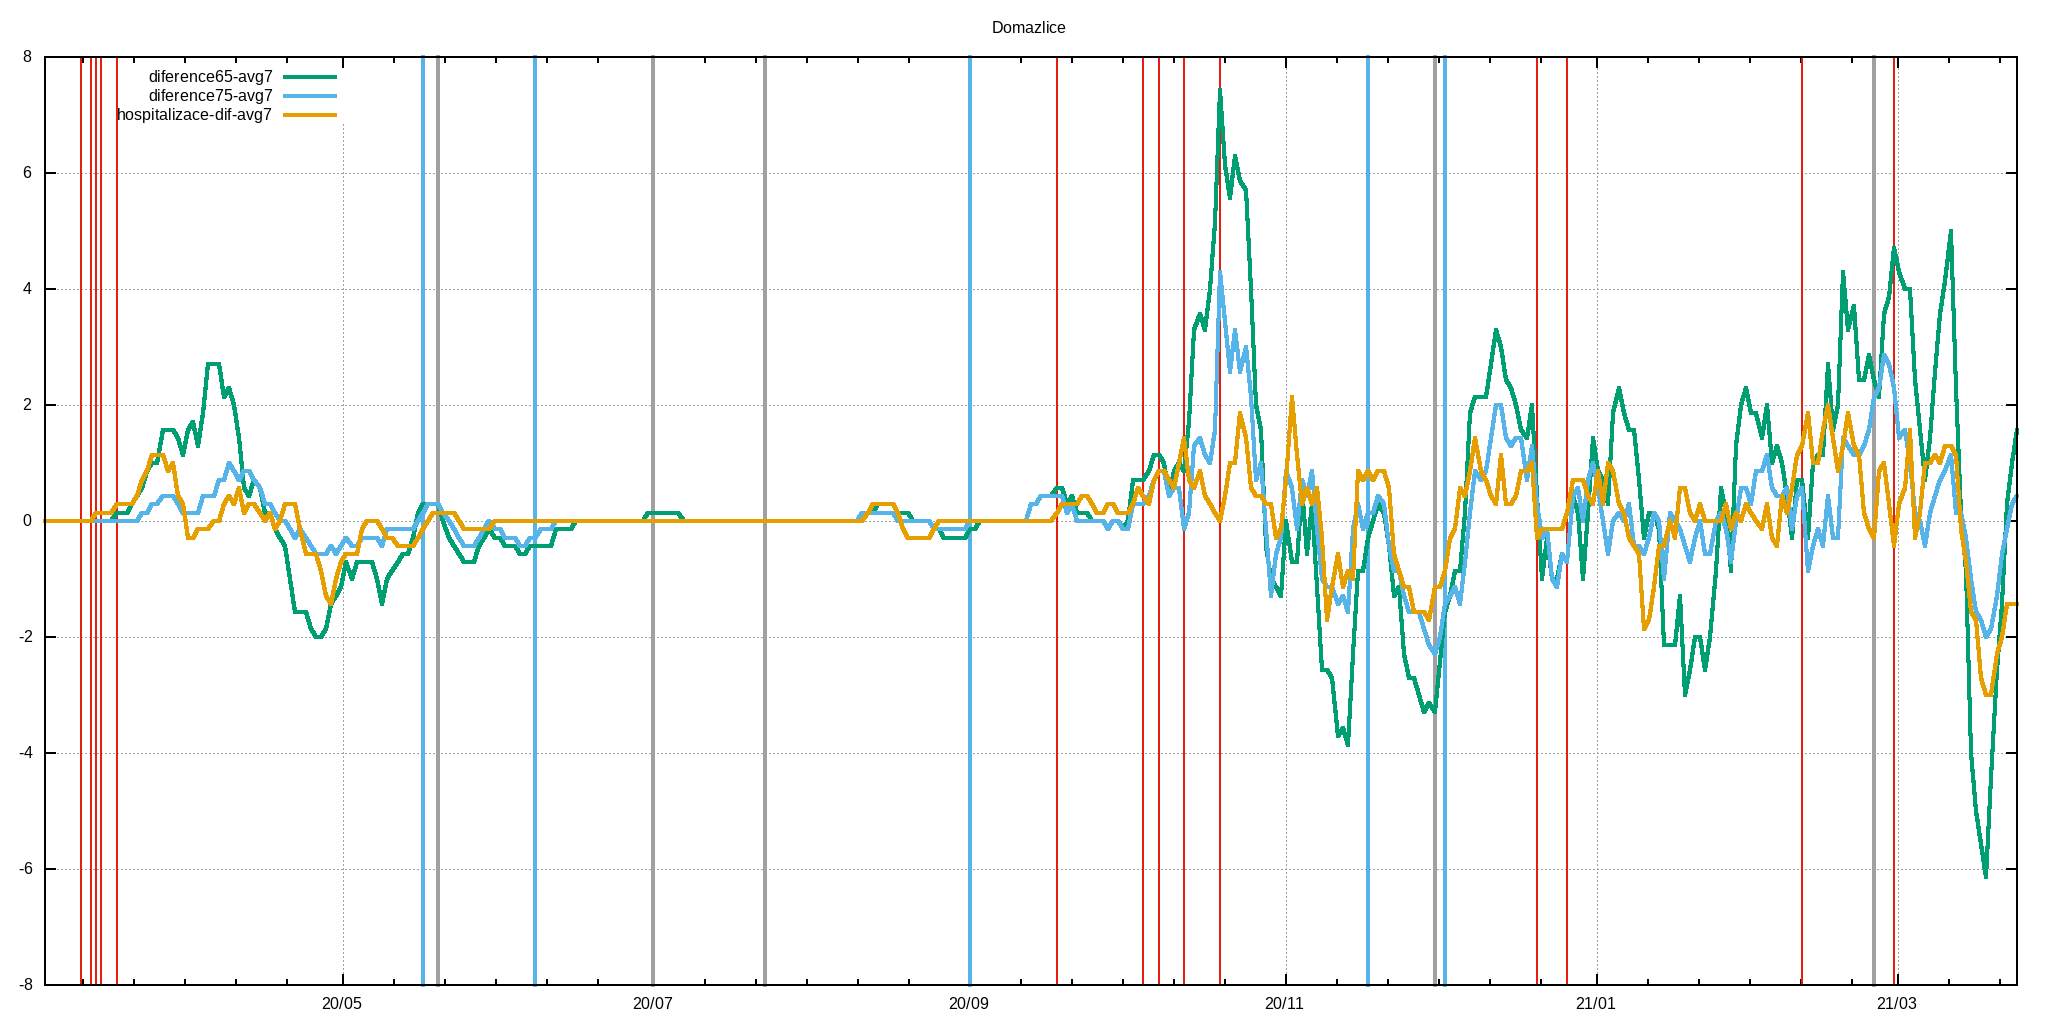 Domazlice
8
diference65-avg7
diference75-avg7
hospitalizace-dif-avg7
6
4
2
0
-2
-4
-6
-8
20/05 20/07 20/09 20/11 21/01 21/03